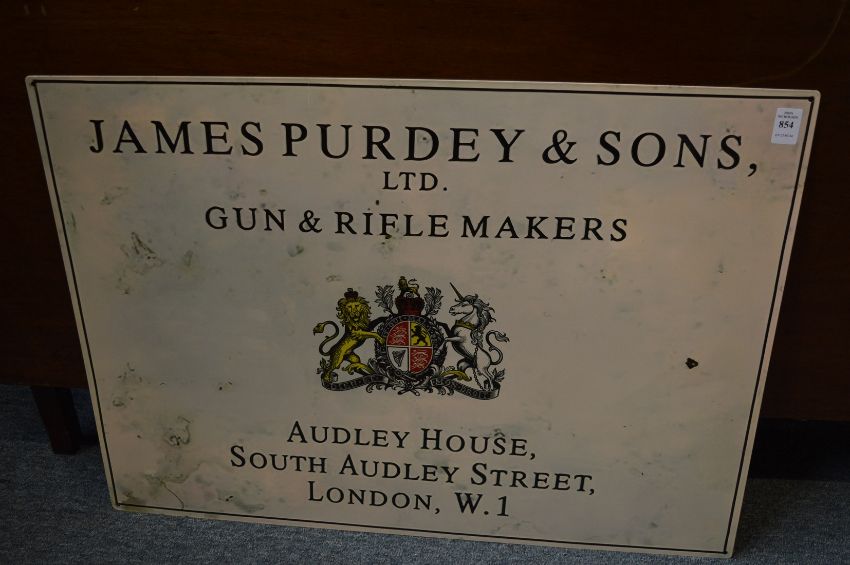 JAMES PURDEY & SONS,
LTD.
GUN & RIFLE MAKERS
854
AUDLEY HOUSE,
SOUTH AUDLEY STREET,
LONDON, W.1